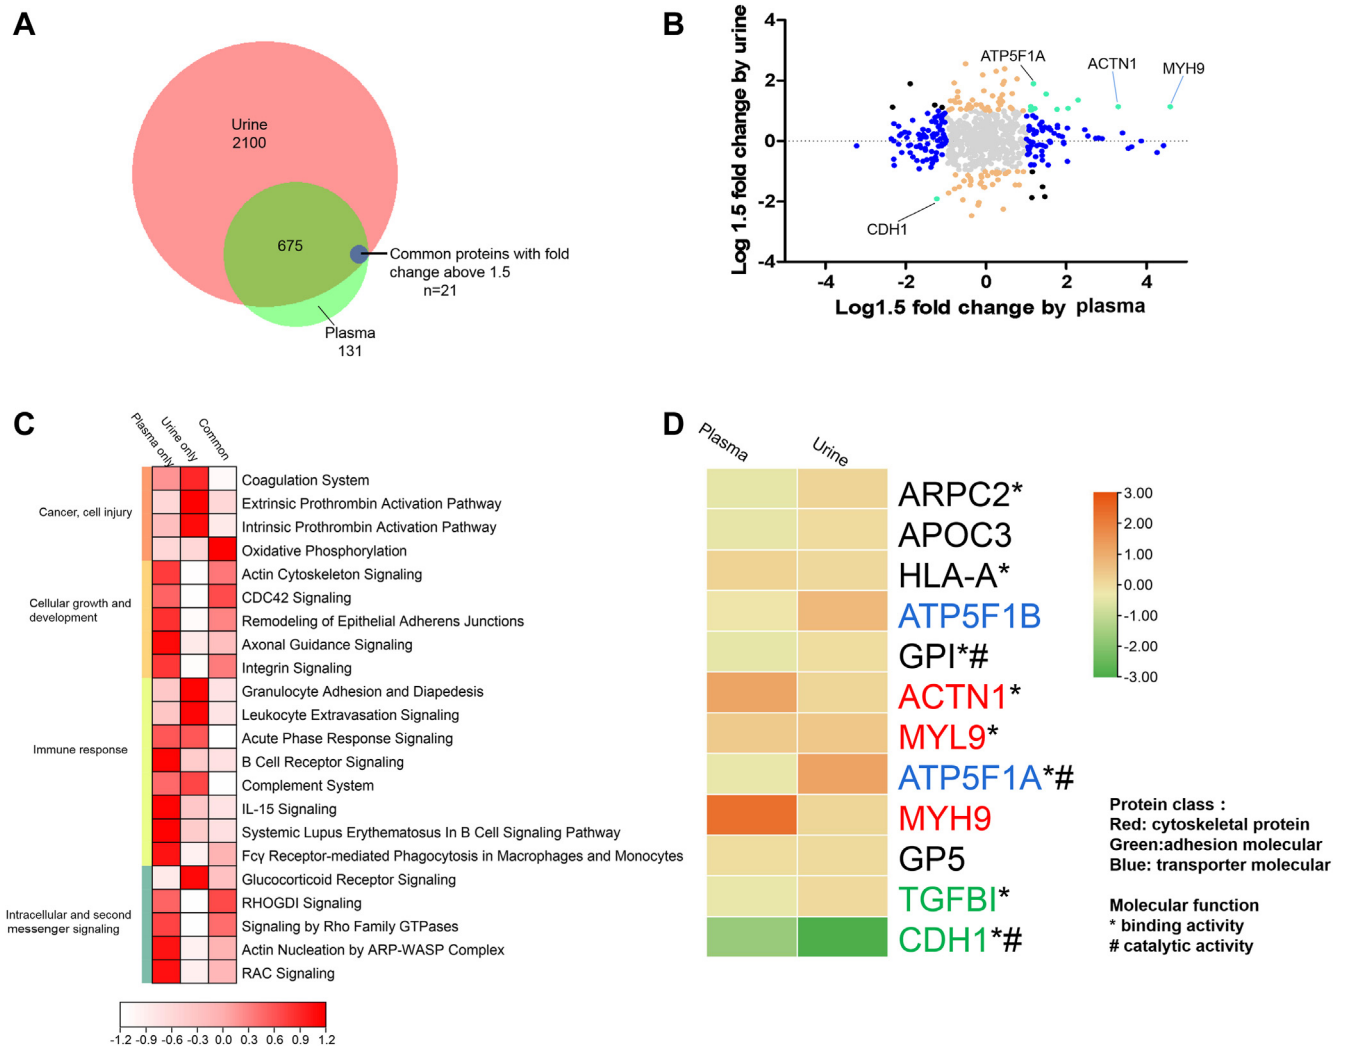 A
Urine
2100
675
Common proteins with fold
change above 1.5
n=21
Plasma
131
B
Log 1.5 fold change by urine
4
2
0
-2
-4
-4
-2
0
2
4
Log1.5 fold change by plasma
ATP5F1A
ACTN1
MYH9
CDH1
C
Plasma only
Urine only
Common
Cancer, cell injury
Coagulation System
Extrinsic Prothrombin Activation Pathway
Intrinsic Prothrombin Activation Pathway
Oxidative Phosphorylation
Cellular growth and
development
Actin Cytoskeleton Signaling
CDC42 Signaling
Remodeling of Epithelial Adherens Junctions
Axonal Guidance Signaling
Integrin Signaling
Immune response
Granulocyte Adhesion and Diapedesis
Leukocyte Extravasation Signaling
Acute Phase Response Signaling
B Cell Receptor Signaling
Complement System
IL-15 Signaling
Systemic Lupus Erythematosus In B Cell Signaling Pathway
Fcγ Receptor-mediated Phagocytosis in Macrophages and Monocytes
Intracellular and second
messenger signaling
Glucocorticoid Receptor Signaling
RHOGDI Signaling
Signaling by Rho Family GTPases
Actin Nucleation by ARP-WASP Complex
RAC Signaling
-1.2 -0.9 -0.6 -0.3 0.0 0.3 0.6 0.9 1.2
D
Plasma
Urine
ARPC2*
APOC3
HLA-A*
ATP5F1B
GPI*#
ACTN1*
MYL9*
ATP5F1A*#
MYH9
GP5
TGFBI*
CDH1*#
3.00
2.00
1.00
0.00
-1.00
-2.00
-3.00
Protein class :
Red: cytoskeletal protein
Green:adhesion molecular
Blue: transporter molecular
Molecular function
* binding activity
# catalytic activity